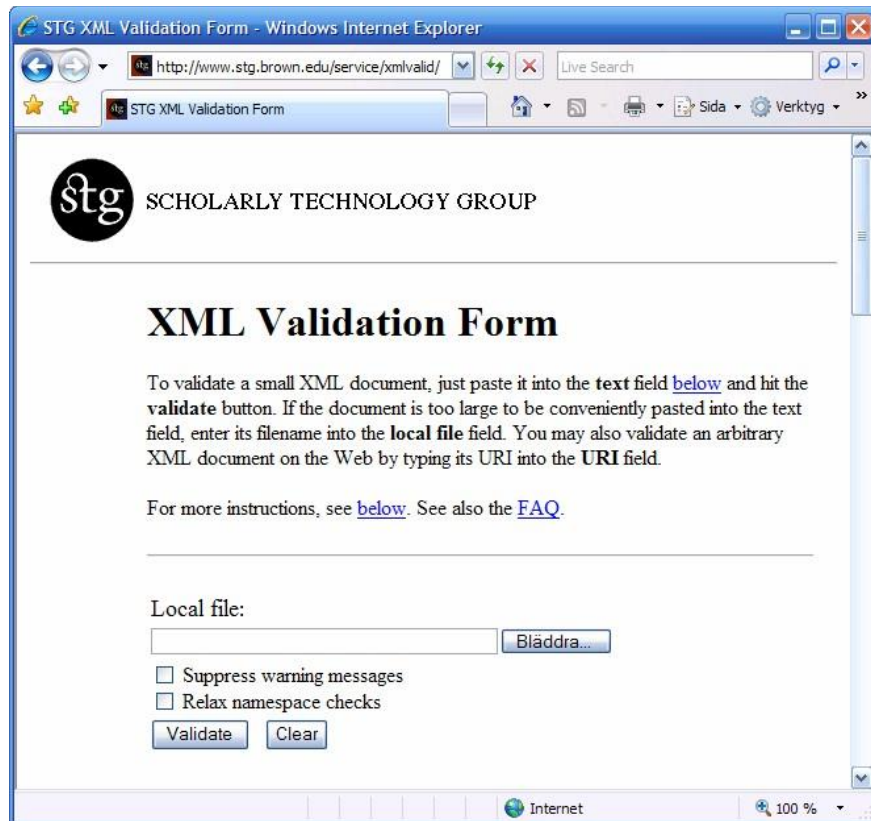 STG XML Validation Form - Windows Internet Explorer
http://www.stg.brown.edu/service/xmlvalid/
Live Search
STG XML Validation Form
Sida
Verktyg
»
stg
SCHOLARLY TECHNOLOGY GROUP
XML Validation Form
To validate a small XML document, just paste it into the text field below and hit the
validate button. If the document is too large to be conveniently pasted into the text
field, enter its filename into the local file field. You may also validate an arbitrary
XML document on the Web by typing its URI into the URI field.
For more instructions, see below. See also the FAQ.
Local file:
Bläddra...
Suppress warning messages
Relax namespace checks
Validate Clear
Internet
100 %